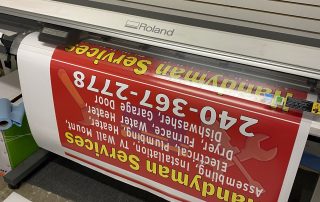 Roland
Handyman Services
Assembling, Installation, TV Wall Mount,
Electrical, Plumbing,
Dryer, Furnace, Water Heater,
Dishwasher, Garage Door
240-367-2778
Handyman Services